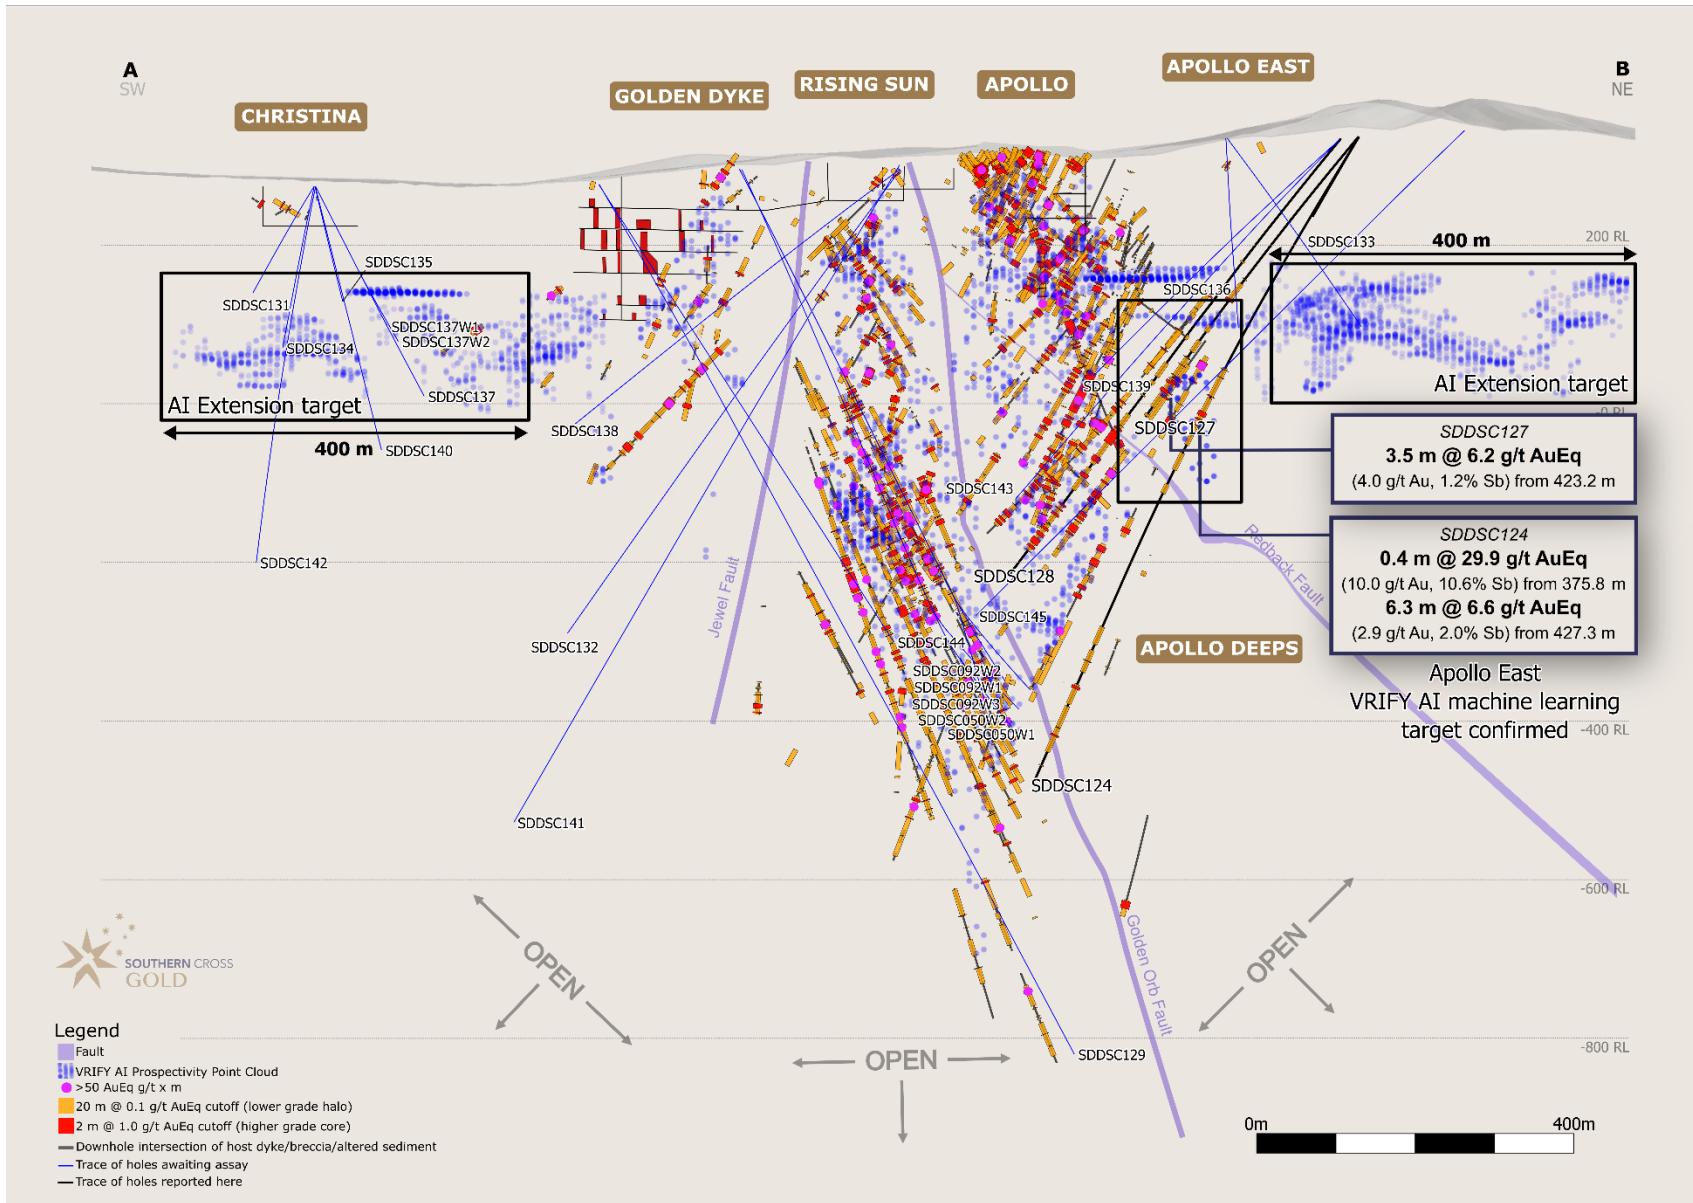 A
SW
CHRISTINA
GOLDEN DYKE
RISING SUN
APOLLO
APOLLO EAST
B
NE
200 RL
400 m
SDDSC133
SDDSC135
SDDSC131
SDDSC136
SDDSC137W1
SDDSC137W2
SDDSC134
SDDSC137
SDDSC139
AI Extension target
400 m
AI Extension target
0 RL
SDDSC138
SDDSC140
SDDSC127
SDDSC127
3.5 m @ 6.2 g/t AuEq
(4.0 g/t Au, 1.2% Sb) from 423.2 m
SDDSC143
SDDSC124
0.4 m @ 29.9 g/t AuEq
(10.0 g/t Au, 10.6% Sb) from 375.8 m
6.3 m @ 6.6 g/t AuEq
(2.9 g/t Au, 2.0% Sb) from 427.3 m
SDDSC142
SDDSC128
Redback Fault
Jewel Fault
SDDSC145
SDDSC132
SDDSC144
APOLLO DEEPS
SDDSC092W2
SDDSC092W1
SDDSC092W3
SDDSC050W2
SDDSC050W1
Apollo East
VRIFY AI machine learning
target confirmed
-400 RL
SDDSC124
SDDSC141
-600 RL
OPEN
OPEN
Golden Orb Fault
SOUTHERN CROSS
GOLD
OPEN
SDDSC129
-800 RL
Legend
Fault
VRIFY AI Prospectivity Point Cloud
>50 AuEq g/t x m
20 m @ 0.1 g/t AuEq cutoff (lower grade halo)
2 m @ 1.0 g/t AuEq cutoff (higher grade core)
Downhole intersection of host dyke/breccia/altered sediment
Trace of holes awaiting assay
Trace of holes reported here
0m
400m